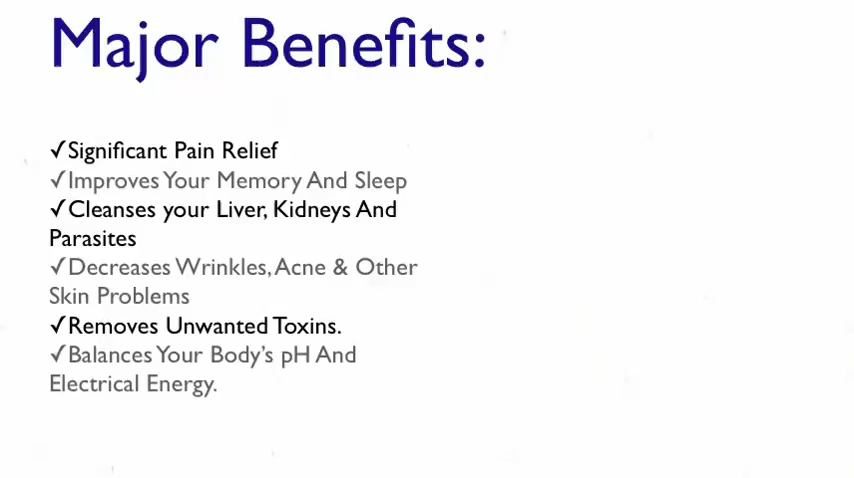 Major Benefits:
✓Significant Pain Relief
✓Improves Your Memory And Sleep
✓Cleanses your Liver, Kidneys And
Parasites
✓Decreases Wrinkles, Acne & Other
Skin Problems
✓Removes Unwanted Toxins.
✓Balances Your Body's pH And
Electrical Energy.